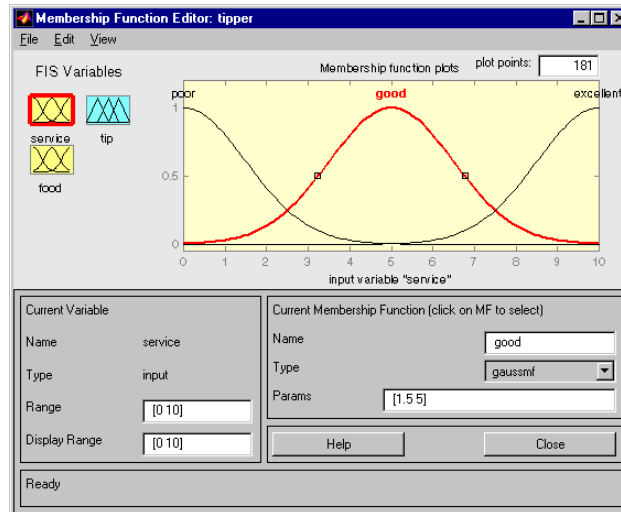 Membership Function Editor: tipper
File Edit View
FIS Variables
service
tip
food
Membership function plots
plot points:
181
poor
good
excellent
1
0.5
0
0 1 2 3 4 5 6 7 8 9 10
input variable "service"
Current Variable
Name service
Type input
Range [0 10]
Display Range [0 10]
Current Membership Function (click on MF to select)
Name good
Type gaussmf
Params [1.5 5]
Help Close
Ready